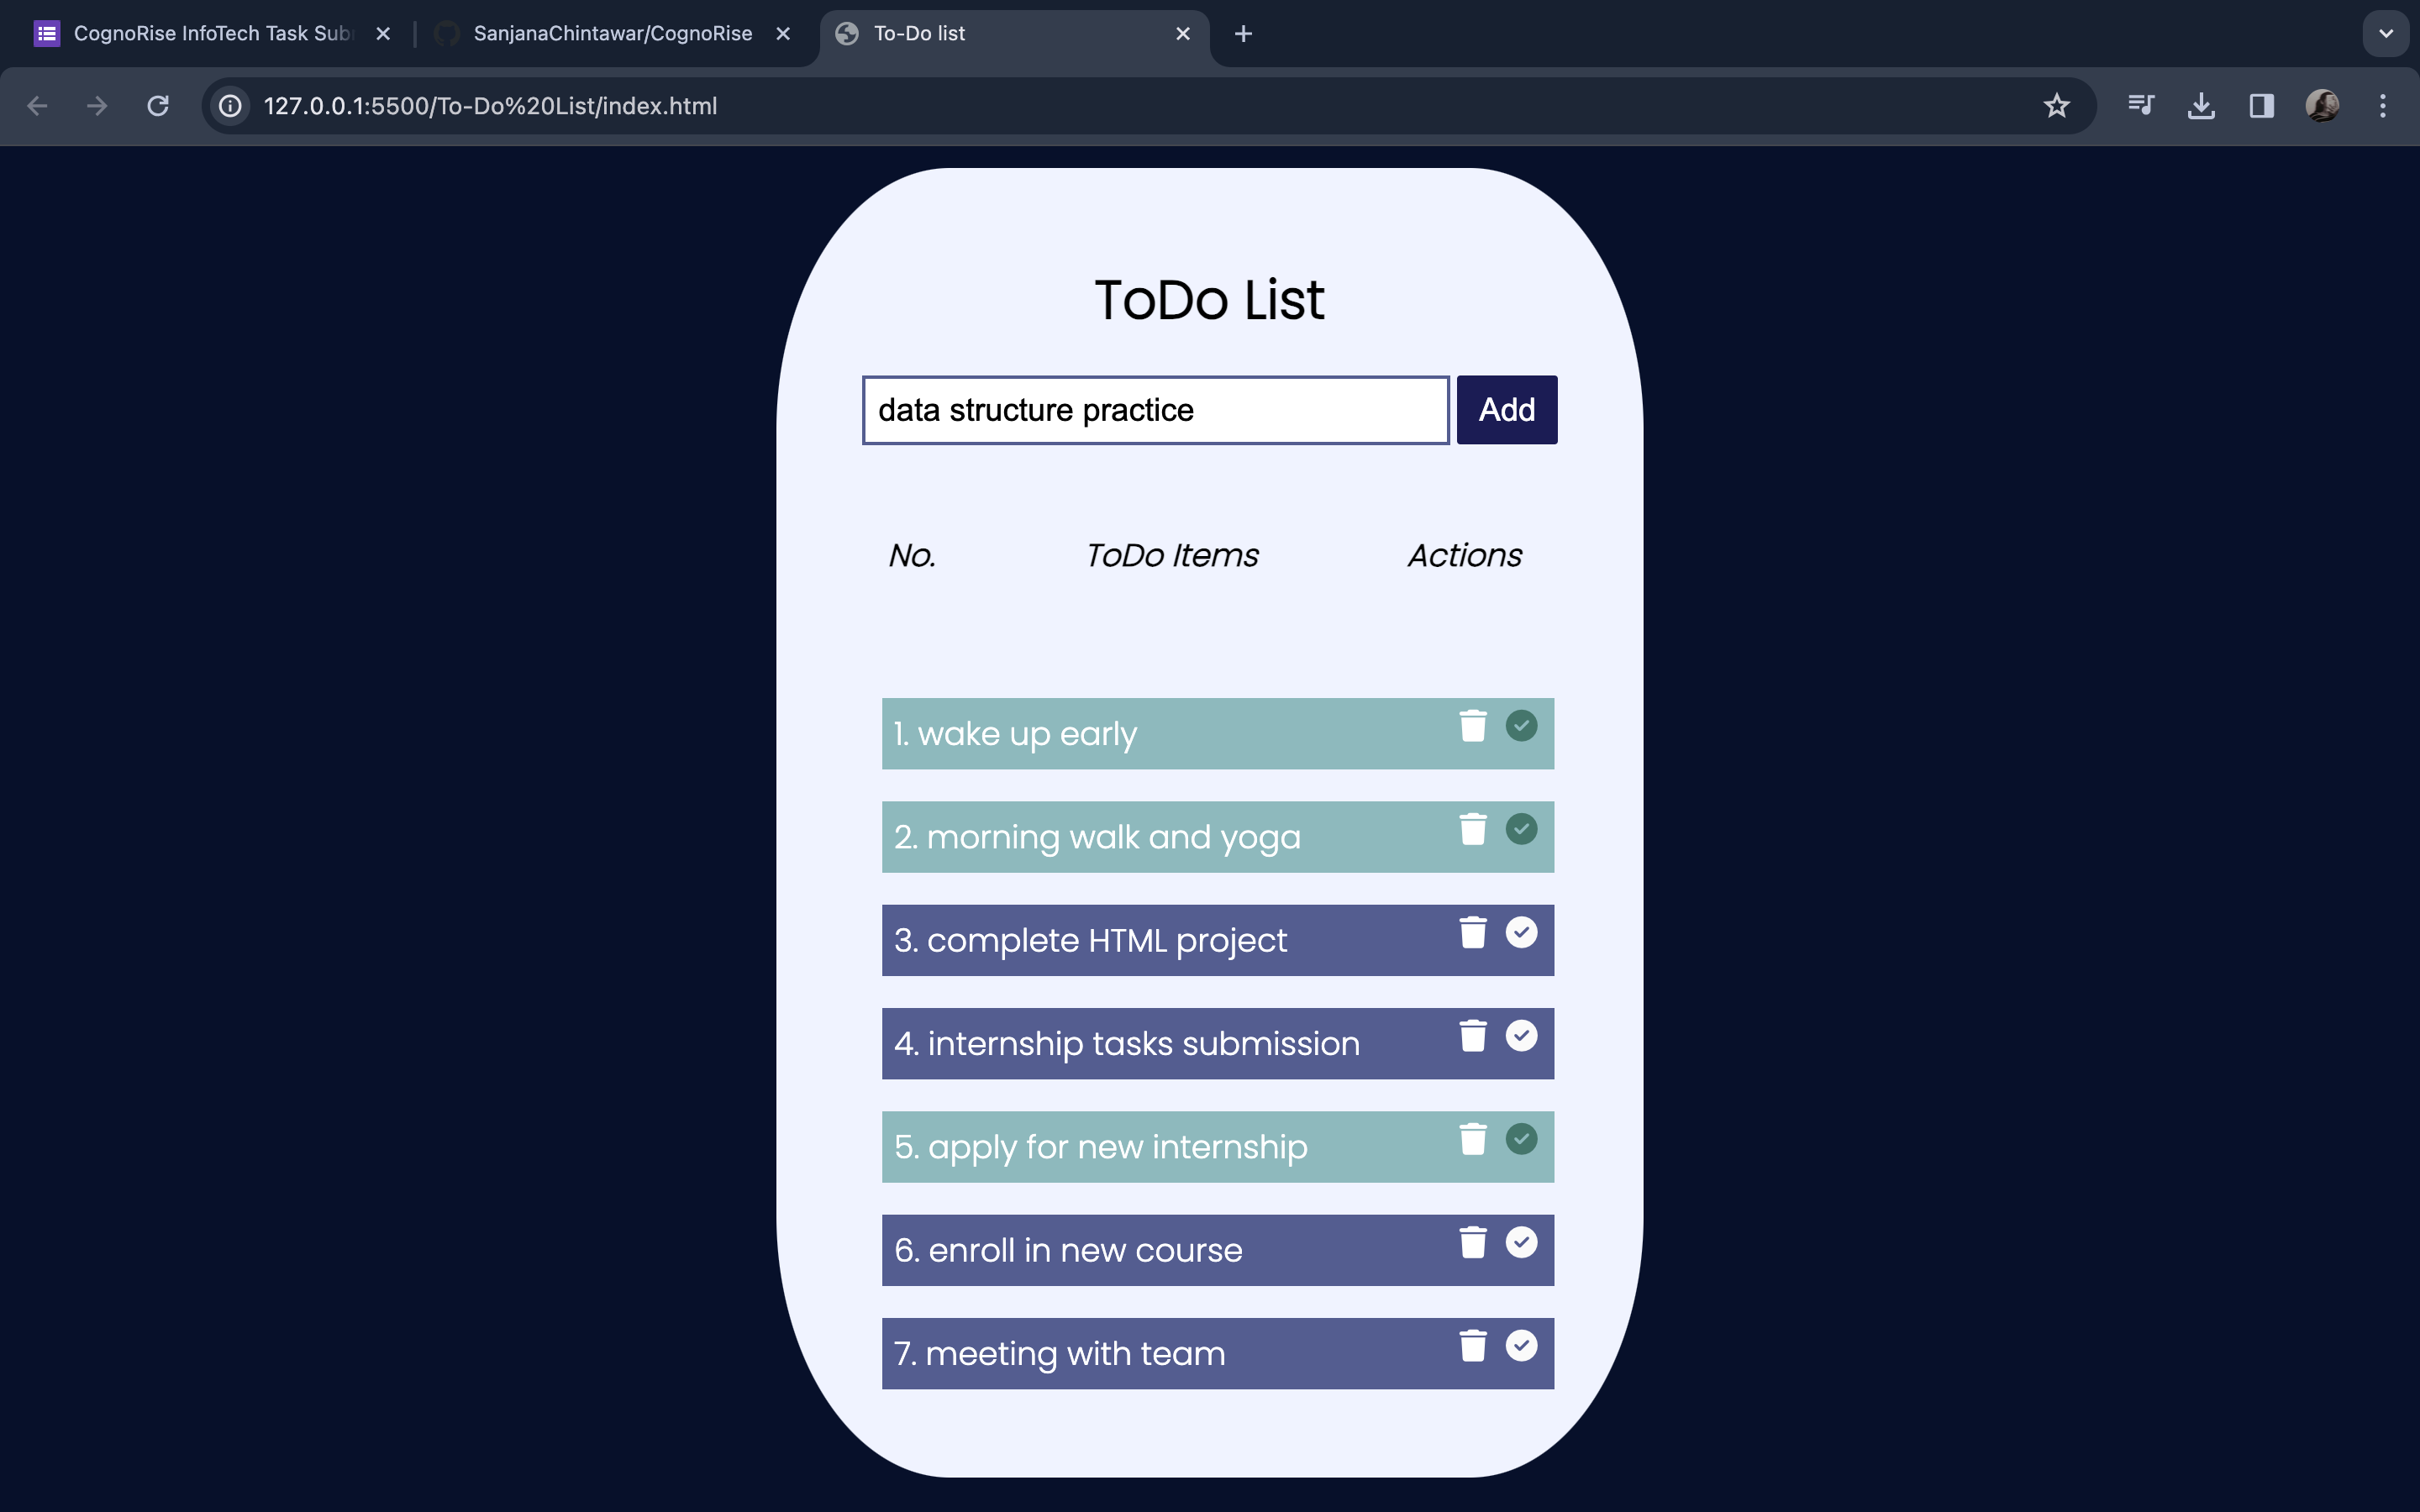 CognoRise InfoTech Task Sub
SanjanaChintawar/CognoRise
To-Do list
127.0.0.1:5500/To-Do%20List/index.html
ToDo List
data structure practice
Add
No. ToDo Items Actions
1. wake up early
2. morning walk and yoga
3. complete HTML project
4. internship tasks submission
5. apply for new internship
6. enroll in new course
7. meeting with team